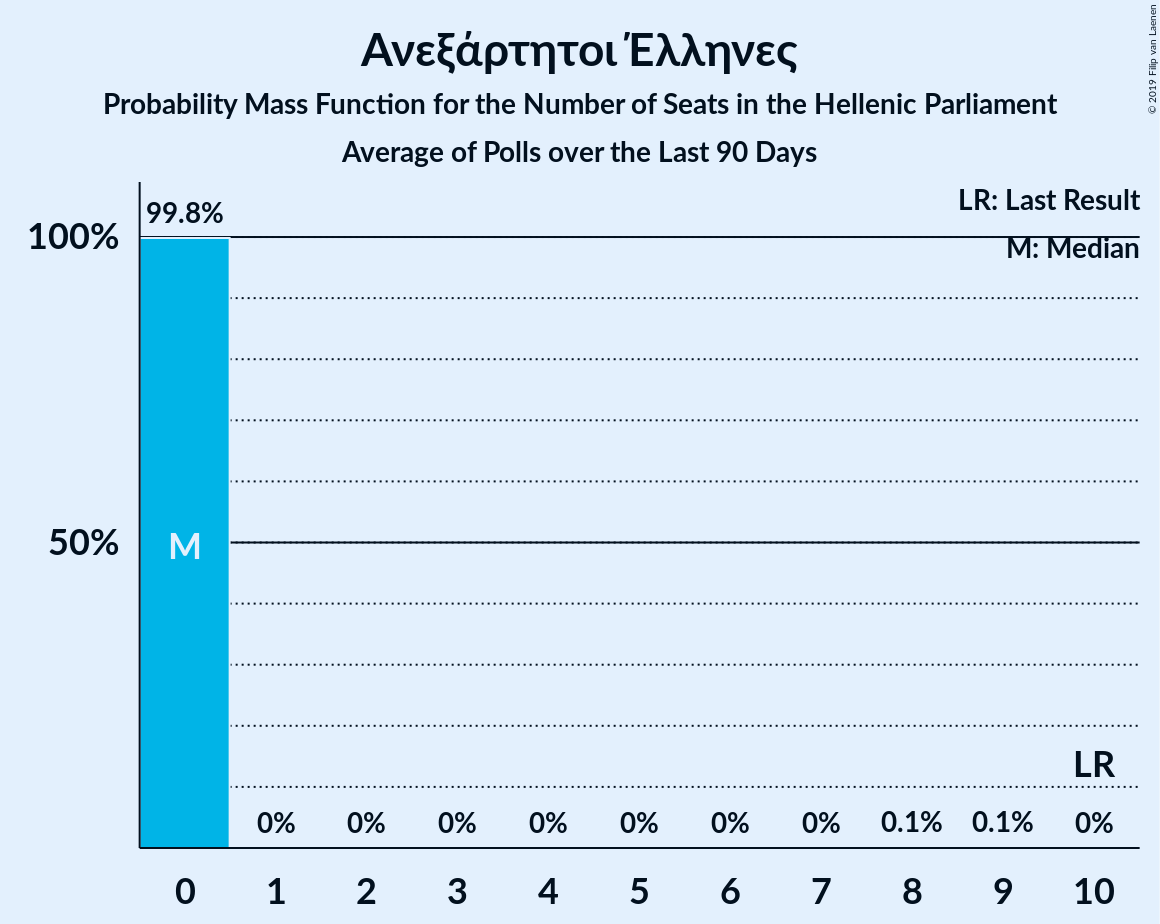 Ανεξάρτητοι Έλληνες
Probability Mass Function for the Number of Seats in the Hellenic Parliament
Average of Polls over the Last 90 Days
© 2019 Filip van Laenen
LR: Last Result
M: Median
99.8%
100%
50%
M
LR
0% 0% 0% 0% 0% 0% 0% 0.1% 0.1% 0%
0 1 2 3 4 5 6 7 8 9 10